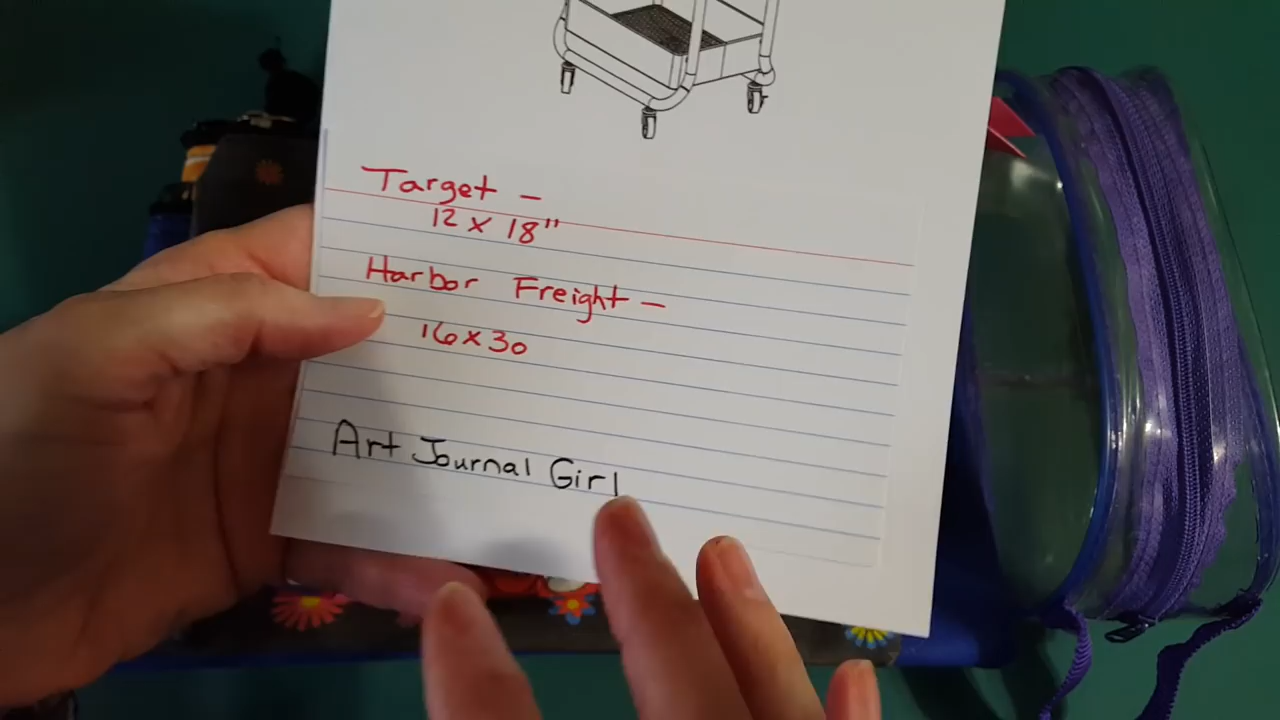 Target -
12 x 18"
Harbor Freight -
16 x 30
Art Journal Girl